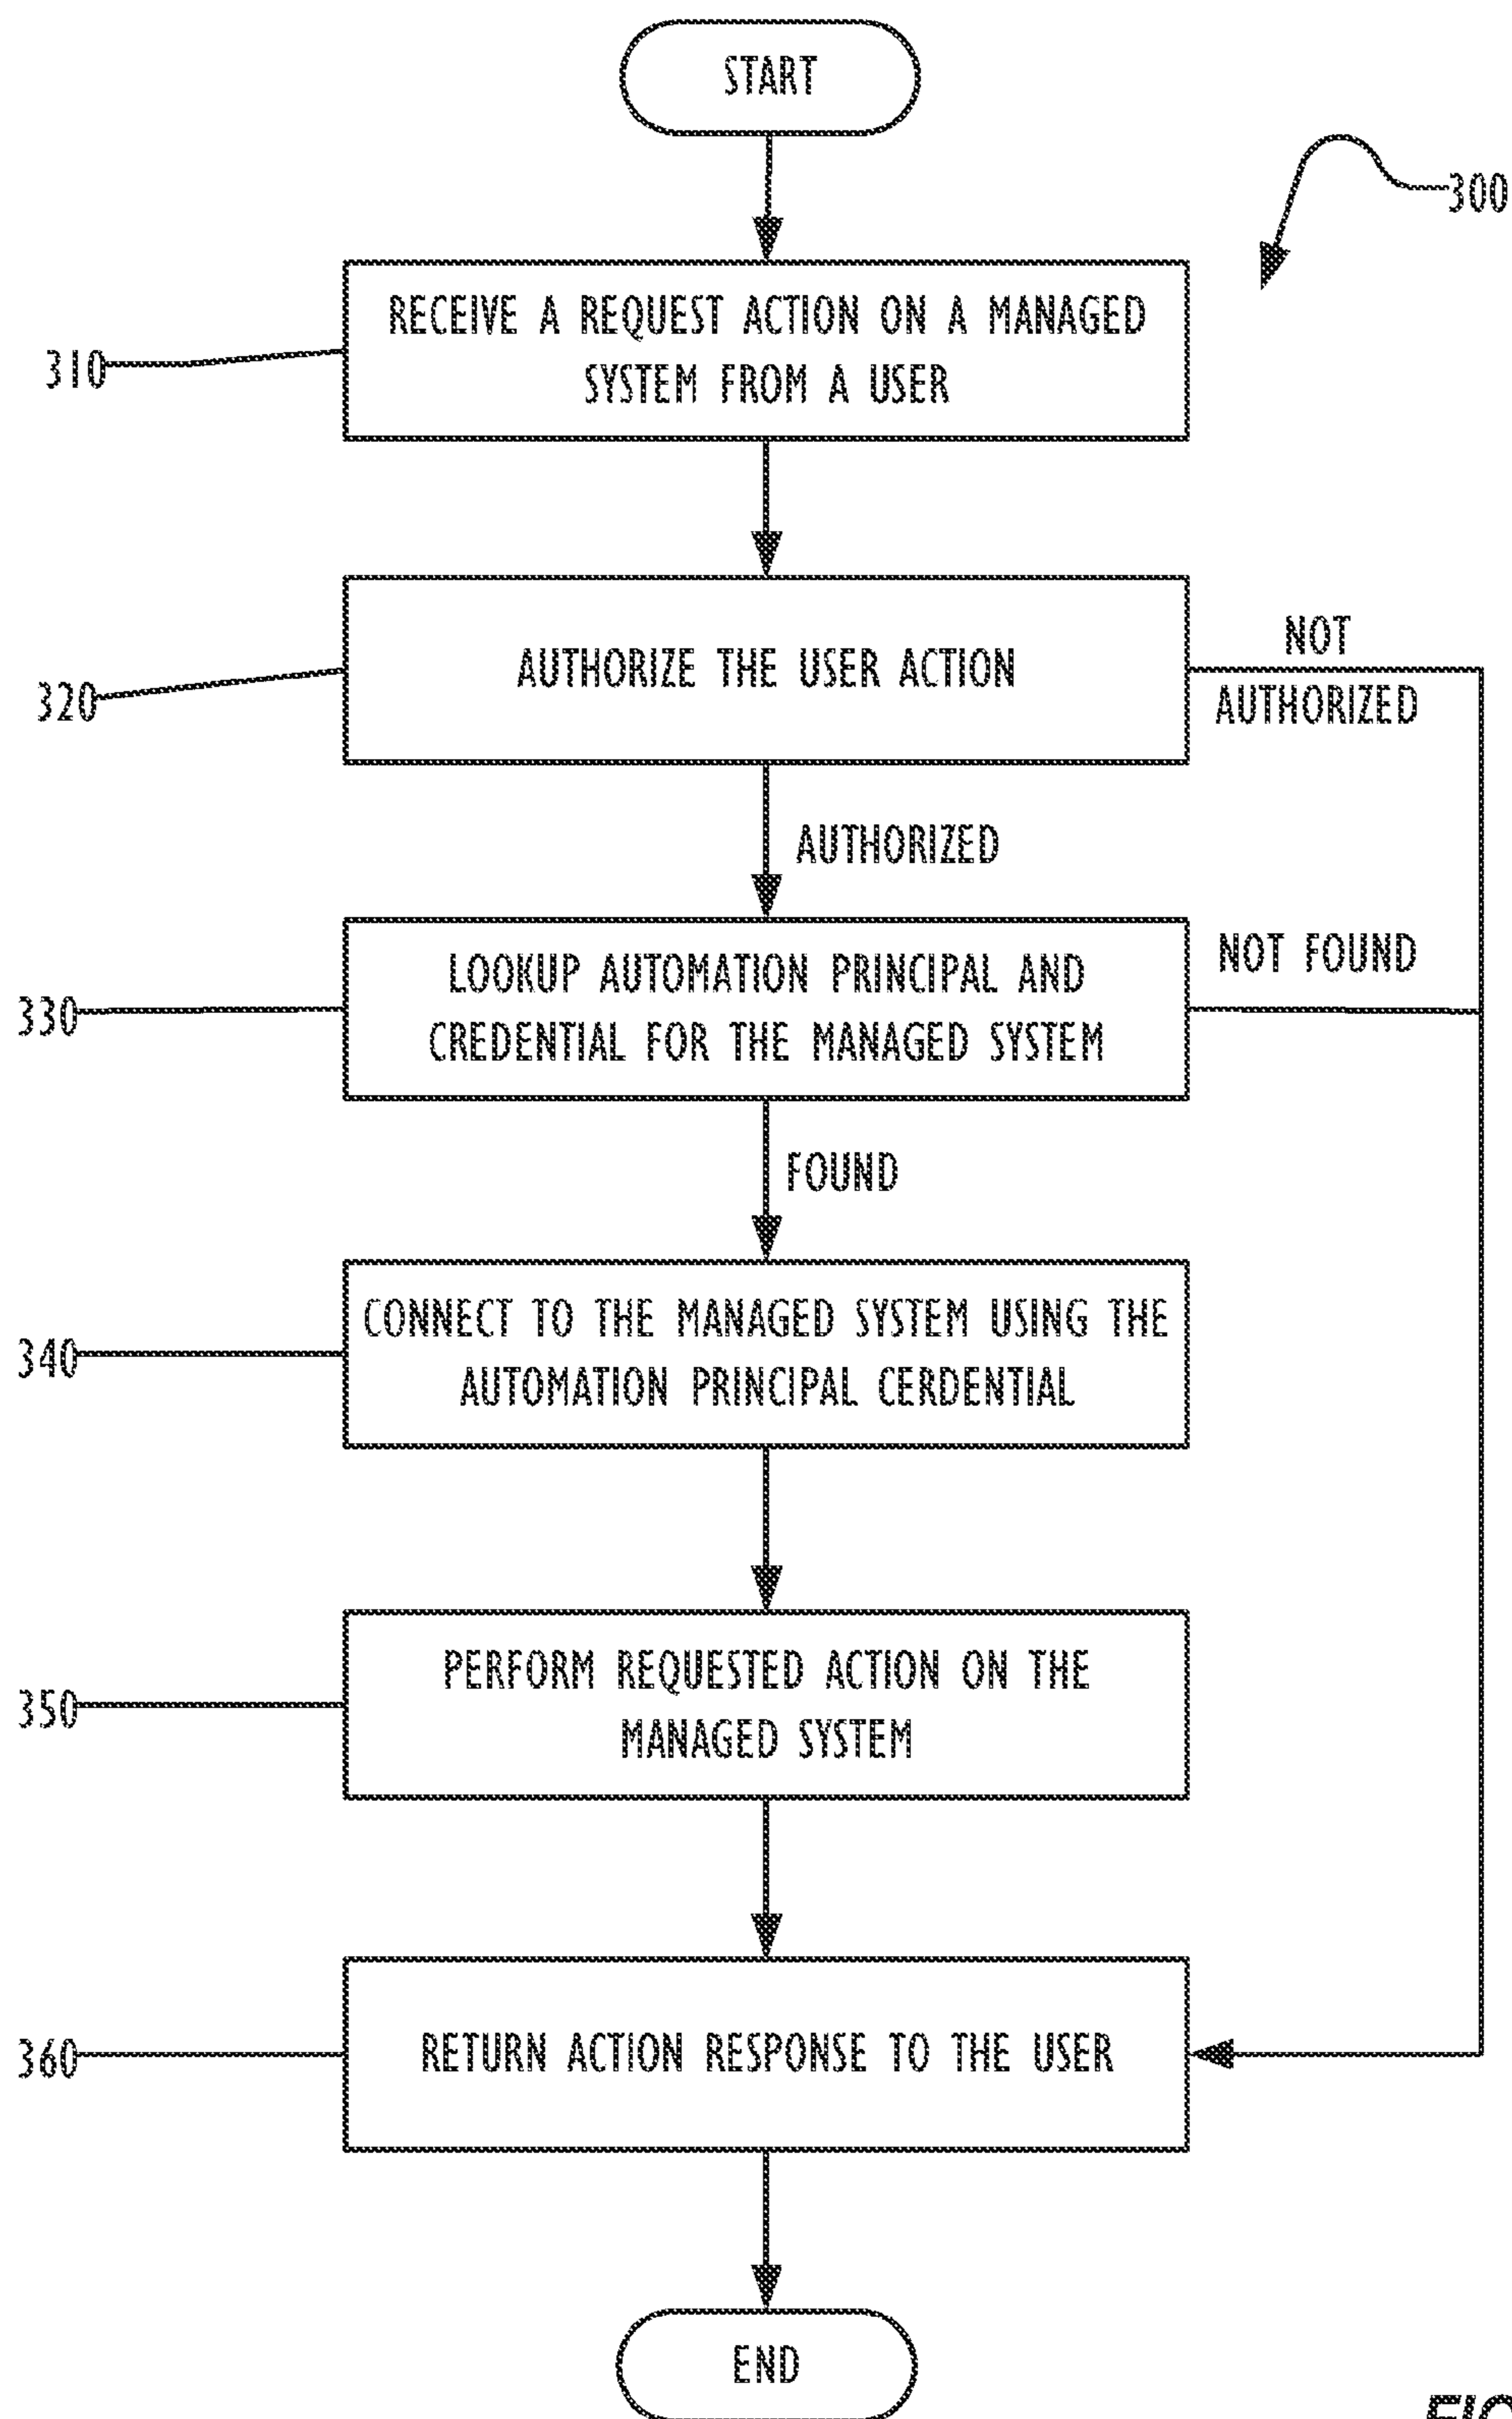 START
300
RECEIVE A REQUEST ACTION ON A MANAGED
SYSTEM FROM A USER
310
AUTHORIZE THE USER ACTION
NOT
AUTHORIZED
320
AUTHORIZED
LOOKUP AUTOMATION PRINCIPAL AND
CREDENTIAL FOR THE MANAGED SYSTEM
NOT FOUND
330
FOUND
CONNECT TO THE MANAGED SYSTEM USING THE
AUTOMATION PRINCIPAL CERDENTIAL
340
PERFORM REQUESTED ACTION ON THE
MANAGED SYSTEM
350
RETURN ACTION RESPONSE TO THE USER
360
END